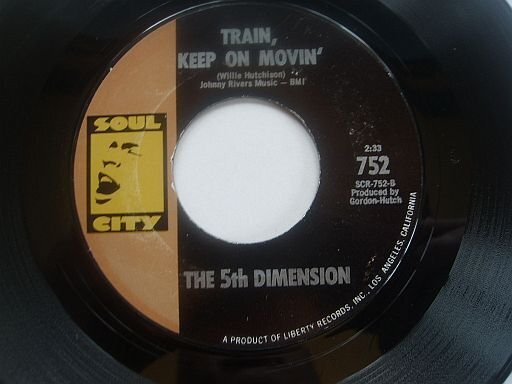 TRAIN,
KEEP ON MOVIN'
(Willie Hutchison)
Johnny Rivers Music — BMI
SOUL
CITY
2:33
752
SCR-752-B
Produced by
Gordon-Hutch
THE 5th DIMENSION
A PRODUCT OF LIBERTY RECORDS, INC., LOS ANGELES, CALIFORNIA